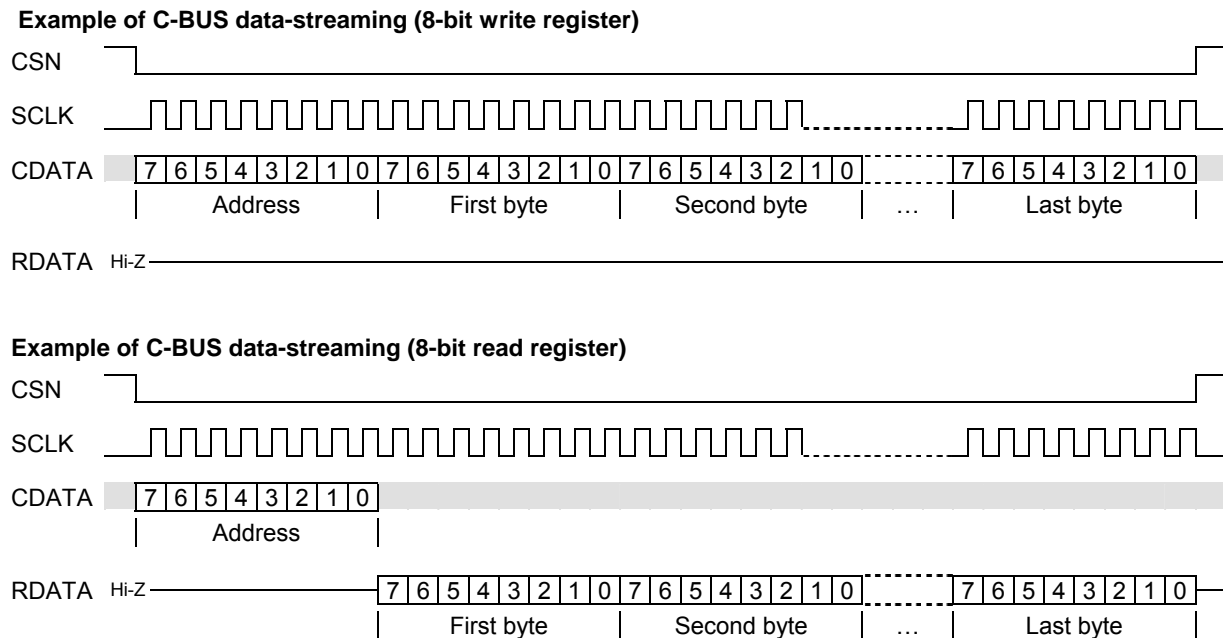 Example of C-BUS data-streaming (8-bit write register)
CSN
SCLK
CDATA 7 6 5 4 3 2 1 0 7 6 5 4 3 2 1 0 7 6 5 4 3 2 1 0 7 6 5 4 3 2 1 0
Address First byte Second byte … Last byte
RDATA Hi-Z
Example of C-BUS data-streaming (8-bit read register)
CSN
SCLK
CDATA 7 6 5 4 3 2 1 0
Address
RDATA Hi-Z 7 6 5 4 3 2 1 0 7 6 5 4 3 2 1 0 7 6 5 4 3 2 1 0
First byte Second byte … Last byte